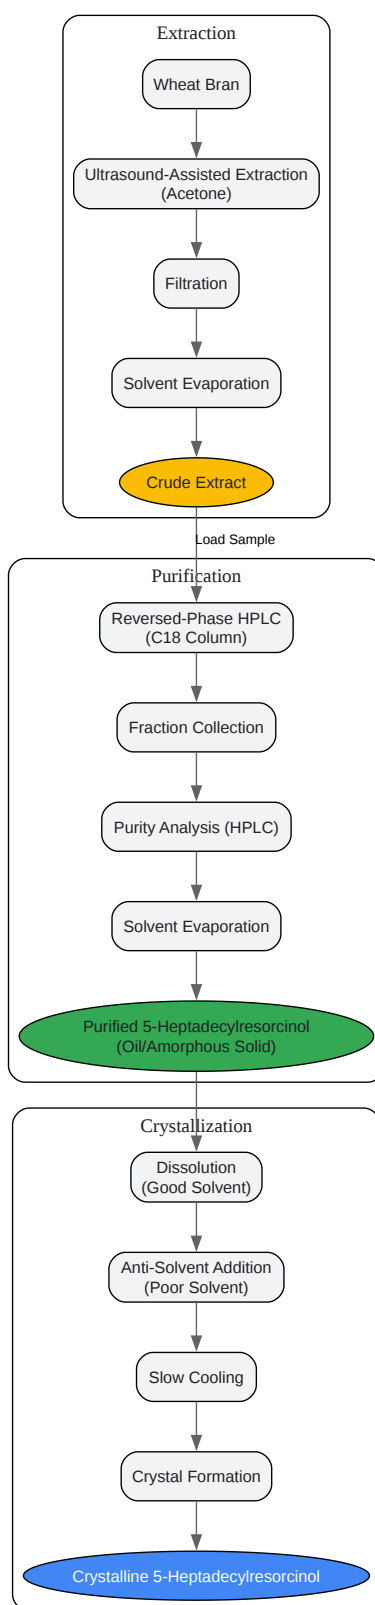 Extraction
Wheat Bran
Ultrasound-Assisted Extraction
(Acetone)
Filtration
Solvent Evaporation
Crude Extract
Load Sample
Purification
Reversed-Phase HPLC
(C18 Column)
Fraction Collection
Purity Analysis (HPLC)
Solvent Evaporation
Purified 5-Heptadecylresorcinol
(Oil/Amorphous Solid)
Crystallization
Dissolution
(Good Solvent)
Anti-Solvent Addition
(Poor Solvent)
Slow Cooling
Crystal Formation
Crystalline 5-Heptadecylresorcinol